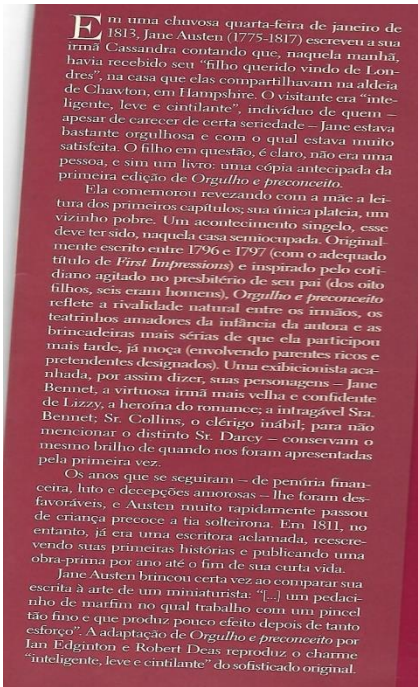 Em uma chuvosa quarta-feira de janeiro de
1813, Jane Austen (1775-1817) escreveu a sua
irmã Cassandra contando que, naquela manhã,
havia recebido seu "filho querido vindo de Lon-
dres", na casa que elas compartilhavam na aldeia
de Chawton, em Hampshire. O visitante era "inte-
ligente, leve e cintilante", indivíduo de quem –
apesar de carecer de certa seriedade – Jane estava
bastante orgulhosa e com o qual estava muito
satisfeita. O filho em questão, é claro, não era uma
pessoa, e sim um livro: uma cópia antecipada da
primeira edição de Orgulho e preconceito.
Ela comemorou revezando com a mãe a lei-
tura dos primeiros capítulos; sua única plateia, um
vizinho pobre. Um acontecimento singelo, esse
deve ter sido, naquela casa semiocupada. Original-
mente escrito entre 1796 e 1797 (com o adequado
título de First Impressions) e inspirado pelo coti-
diano agitado no presbitério de seu pai (dos oito
filhos, seis eram homens), Orgulho e preconceito
reflete a rivalidade natural entre os irmãos, os
teatrinhos amadores da infância da autora e as
brincadeiras mais sérias de que ela participou
mais tarde, já moça (envolvendo parentes ricos e
pretendentes designados). Uma exibicionista aca-
nhada, por assim dizer, suas personagens – Jane
Bennet, a virtuosa irmã mais velha e confidente
de Lizzy, a heroína do romance; a intragável Sra.
Bennet; Sr. Collins, o clérigo inábil; para não
mencionar o distinto Sr. Darcy – conservam o
mesmo brilho de quando nos foram apresentadas
pela primeira vez.
Os anos que se seguiram – de penúria finan-
ceira, luto e decepções amorosas – lhe foram des-
favoráveis, e Austen muito rapidamente passou
de criança precoce a tia solteirona. Em 1811, no
entanto, já era uma escritora aclamada, reescre-
vendo suas primeiras histórias e publicando uma
obra-prima por ano até o fim de sua curta vida.
Jane Austen brincou certa vez ao comparar sua
escrita à arte de um miniaturista: "[...] um pedaci-
nho de marfim no qual trabalho com um pincel
tão fino e que produz pouco efeito depois de tanto
esforço". A adaptação de Orgulho e preconceito por
Ian Edginton e Robert Deas reproduz o charme
"inteligente, leve e cintilante" do sofisticado original.